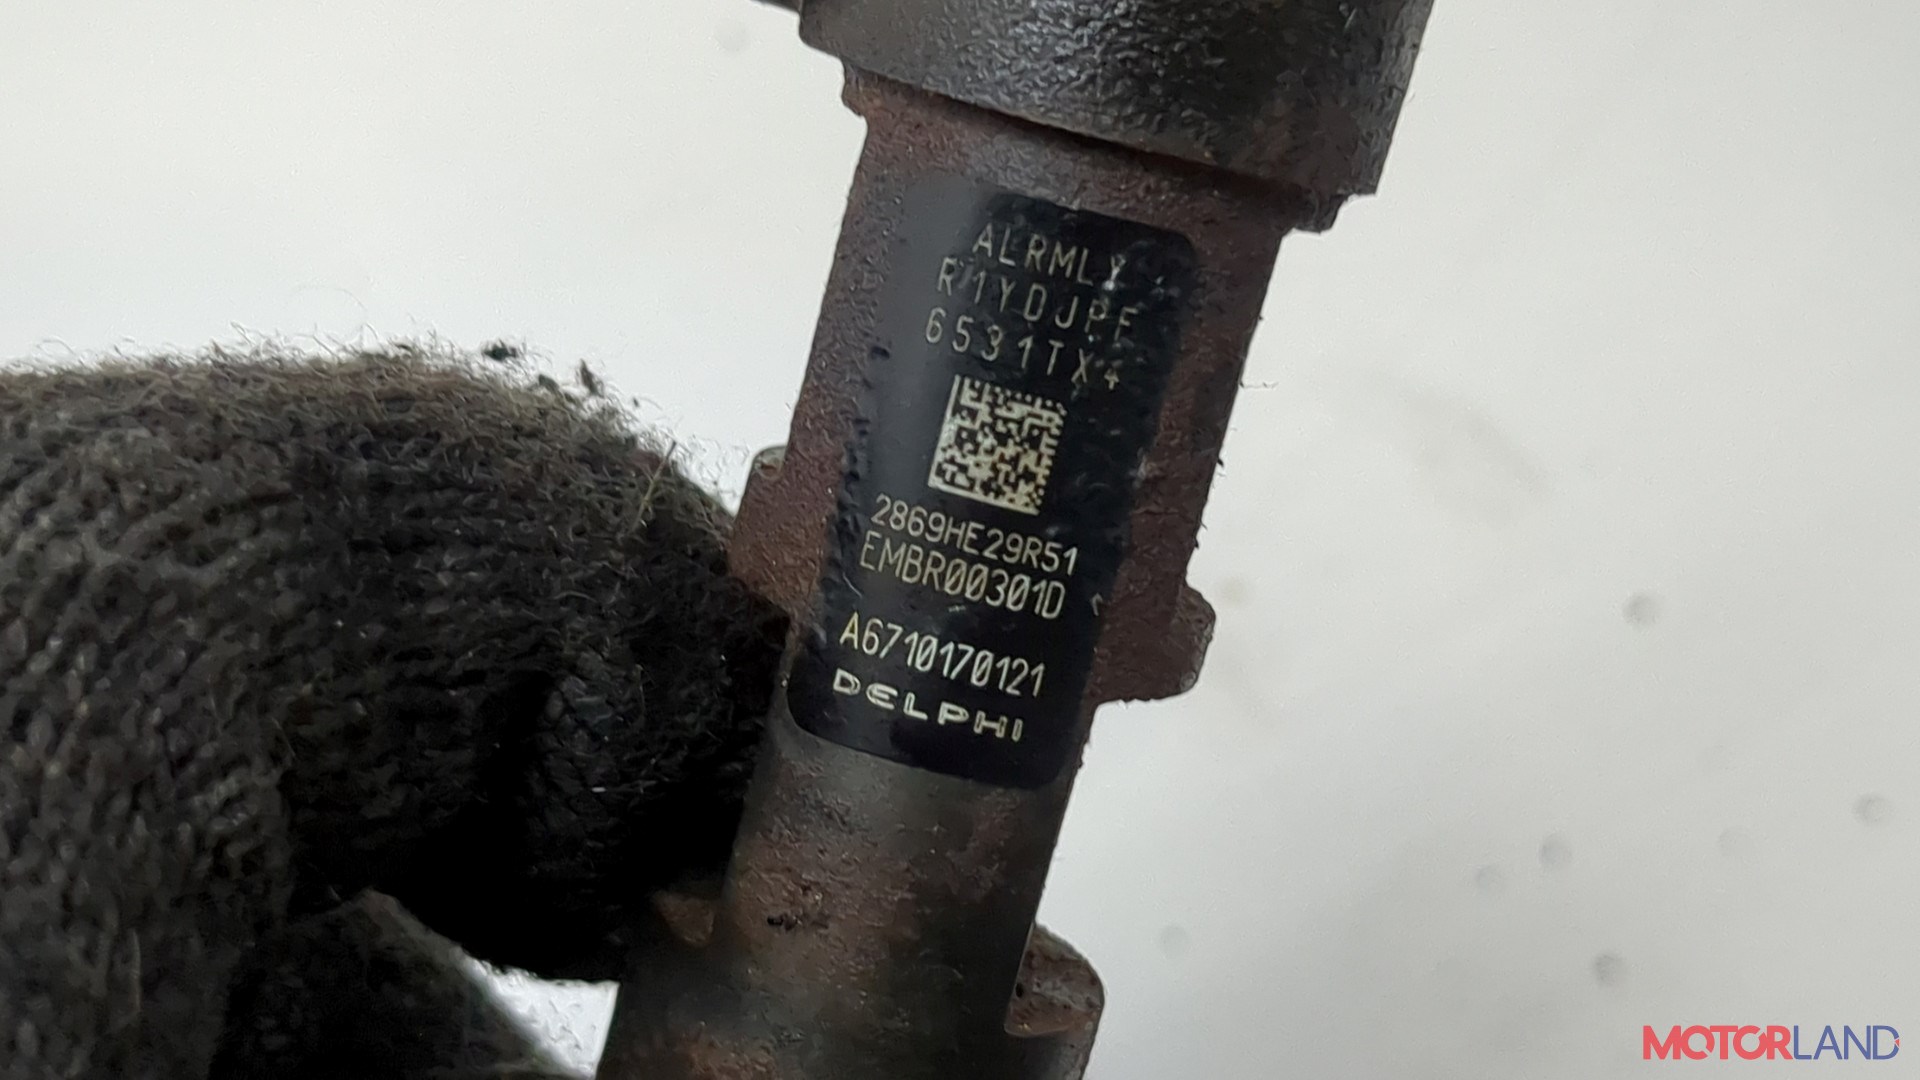 ALRMLY
R1YDJPF
6531TX4
2869HE29R51
EMBR00301D
A6710170121
DELPHI
MOTORLAND